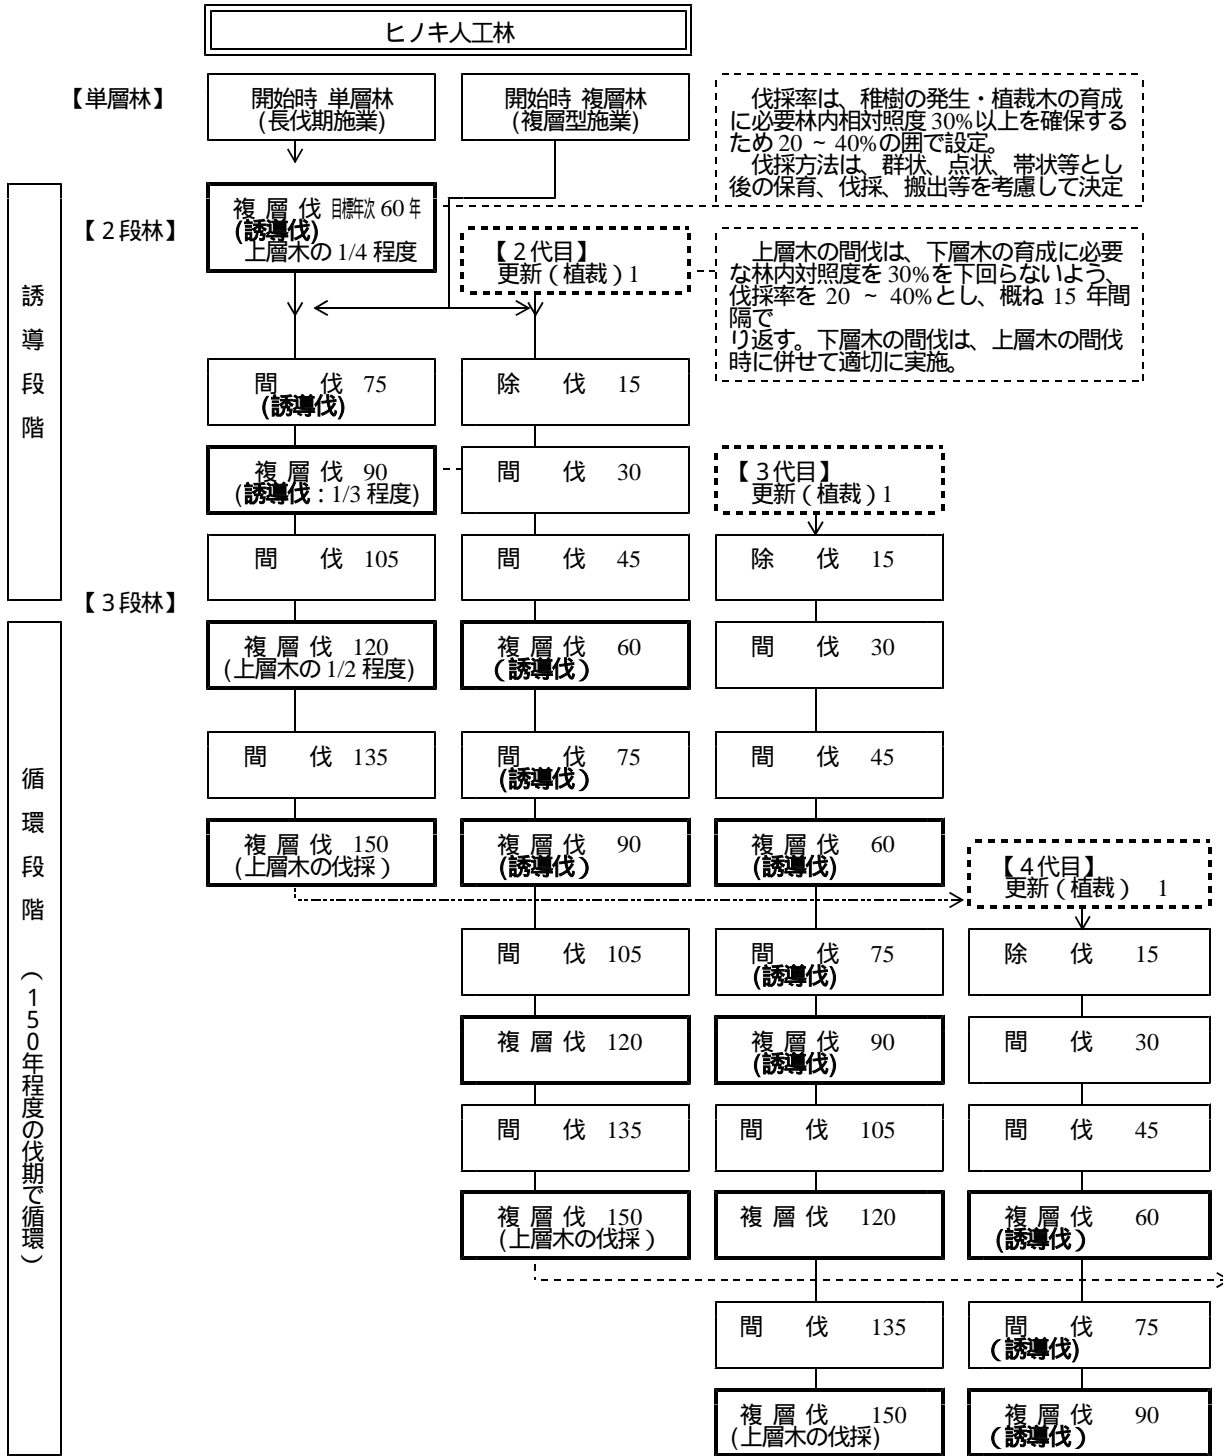 ヒノキ人工林
【単層林】
開始時 単層林
(長伐期施業)
開始時 複層林
(複層型施業)
伐採率は、稚樹の発生・植裁木の育成
に必要林内相対照度 30%以上を確保する
ため 20 ~ 40%の囲で設定。
伐採方法は、群状、点状、帯状等とし
後の保育、伐採、搬出等を考慮して決定
誘導段階
【2段林】
複 層 伐 目標年次 60 年
(誘導伐)
上層木の 1/4 程度
【2代目】
更新(植裁)1
上層木の間伐は、下層木の育成に必要
な林内対照度を 30%を下回らないよう、
伐採率を 20 ~ 40%とし、概ね 15 年間
隔で
り返す。下層木の間伐は、上層木の間伐
時に併せて適切に実施。
間 伐 75
(誘導伐)
除 伐 15
複 層 伐 90
(誘導伐:1/3 程度)
間 伐 30
【3代目】
更新(植裁)1
間 伐 105
間 伐 45
除 伐 15
【3段林】
循環段階 (150年程度の伐期で循環)
複 層 伐 120
(上層木の 1/2 程度)
複 層 伐 60
(誘導伐)
間 伐 30
間 伐 135
間 伐 75
(誘導伐)
間 伐 45
複 層 伐 150
(上層木の伐採)
複 層 伐 90
(誘導伐)
複 層 伐 60
(誘導伐)
【4代目】
更新(植裁) 1
間 伐 105
間 伐 75
(誘導伐)
除 伐 15
複 層 伐 120
複 層 伐 90
(誘導伐)
間 伐 30
間 伐 135
間 伐 105
間 伐 45
複 層 伐 150
(上層木の伐採)
複 層 伐 120
複 層 伐 60
(誘導伐)
間 伐 135
間 伐 75
(誘導伐)
複 層 伐 150
(上層木の伐採)
複 層 伐 90
(誘導伐)